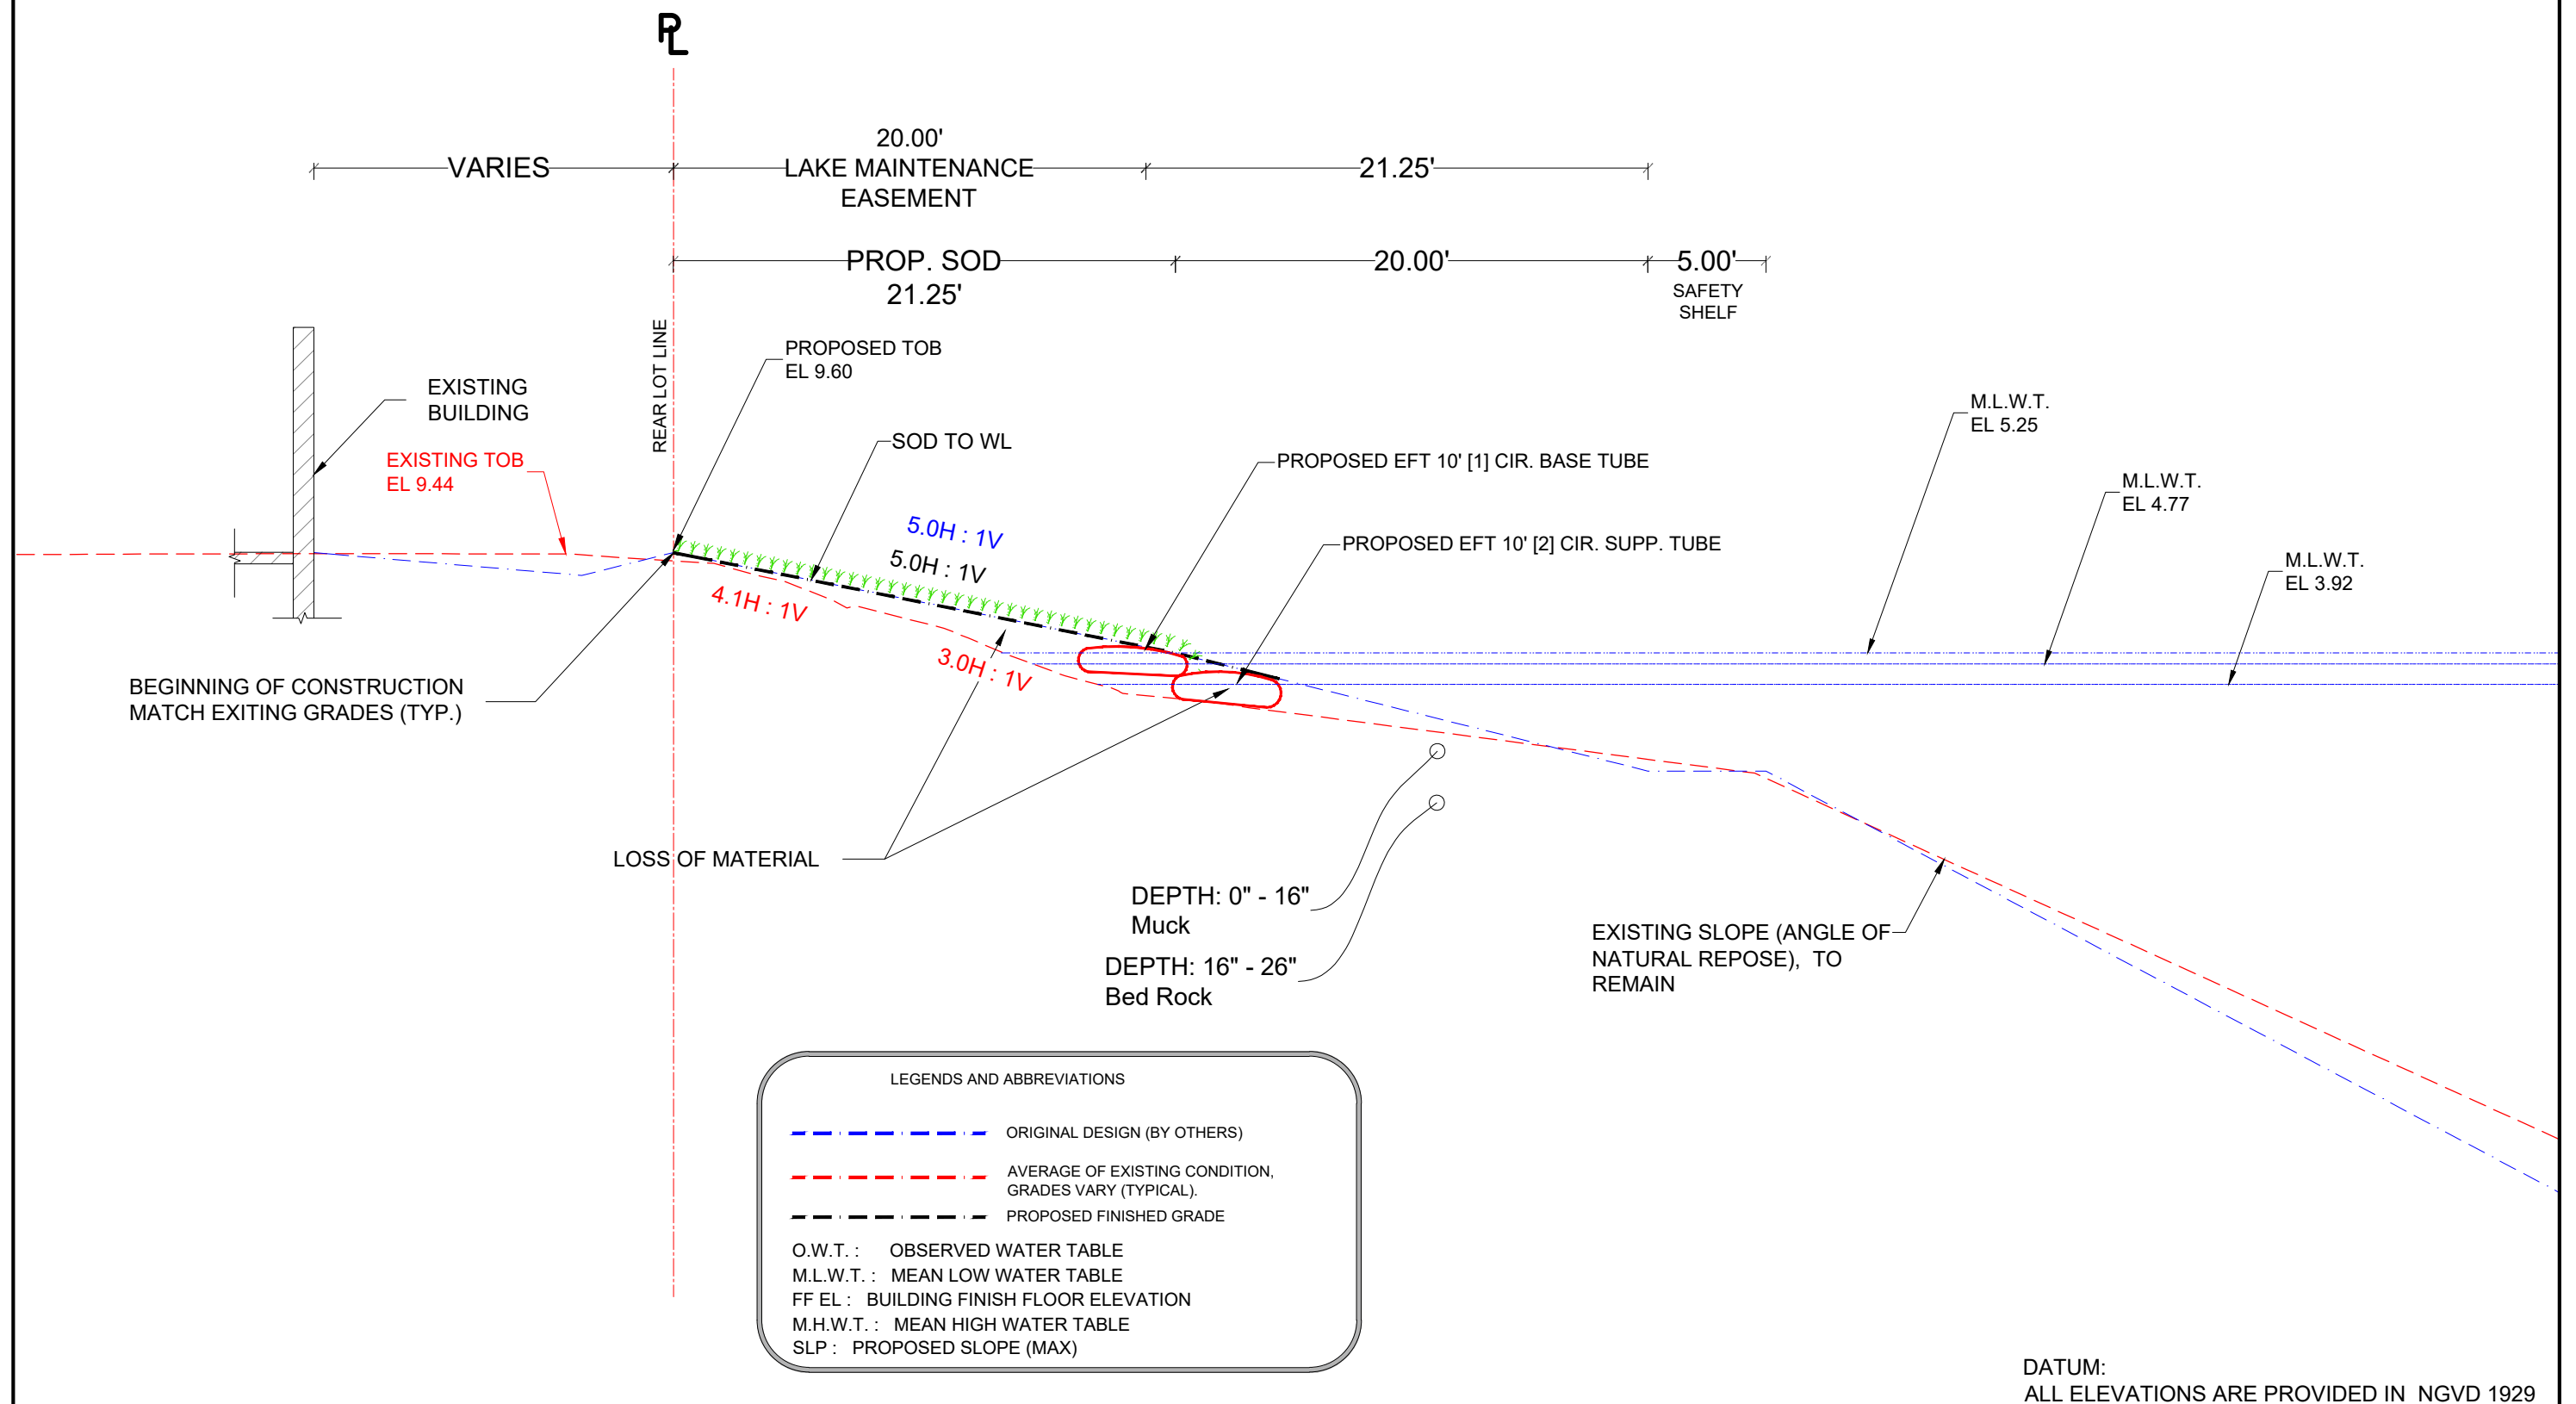 PL
20.00'
VARIES
LAKE MAINTENANCE
EASEMENT
21.25'
PROP. SOD
21.25'
20.00'
5.00'
SAFETY
SHELF
REAR LOT LINE
PROPOSED TOB
EL 9.60
EXISTING
BUILDING
EXISTING TOB
EL 9.44
SOD TO WL
PROPOSED EFT 10' [1] CIR. BASE TUBE
PROPOSED EFT 10' [2] CIR. SUPP. TUBE
M.L.W.T.
EL 5.25
M.L.W.T.
EL 4.77
M.L.W.T.
EL 3.92
5.0H : 1V
5.0H : 1V
4.1H : 1V
3.0H : 1V
BEGINNING OF CONSTRUCTION
MATCH EXITING GRADES (TYP.)
LOSS OF MATERIAL
DEPTH: 0" - 16"
Muck
DEPTH: 16" - 26"
Bed Rock
EXISTING SLOPE (ANGLE OF
NATURAL REPOSE), TO
REMAIN
LEGENDS AND ABBREVIATIONS
ORIGINAL DESIGN (BY OTHERS)
AVERAGE OF EXISTING CONDITION,
GRADES VARY (TYPICAL).
PROPOSED FINISHED GRADE
O.W.T. : OBSERVED WATER TABLE
M.L.W.T. : MEAN LOW WATER TABLE
FF EL : BUILDING FINISH FLOOR ELEVATION
M.H.W.T. : MEAN HIGH WATER TABLE
SLP : PROPOSED SLOPE (MAX)
DATUM:
ALL ELEVATIONS ARE PROVIDED IN NGVD 1929